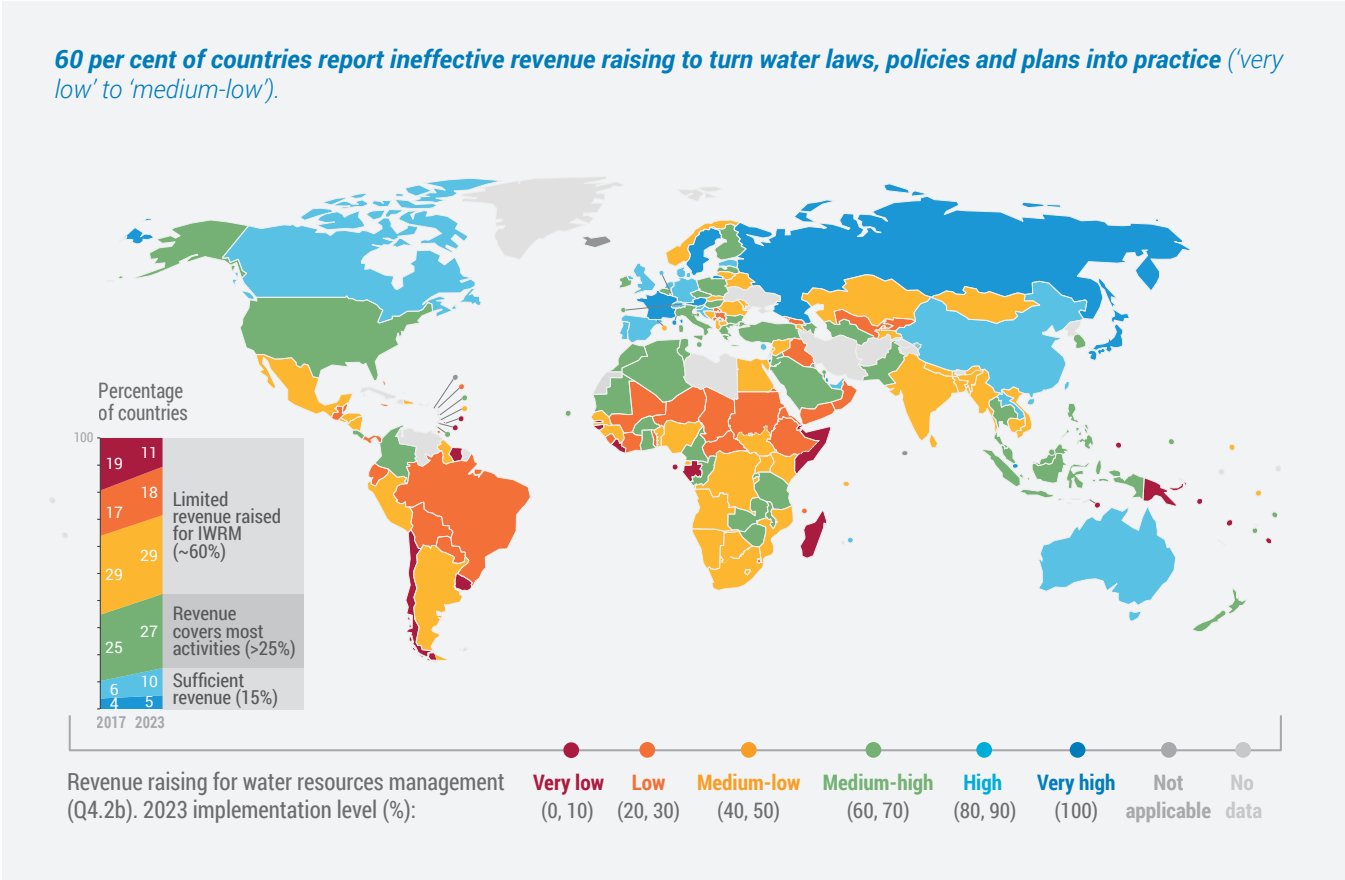 60 per cent of countries report ineffective revenue raising to turn water laws, policies and plans into practice (‘very
low’ to ‘medium-low’).
Percentage
of countries
100
19
17
29
25
6
4
11
18
29
27
10
5
Limited
revenue raised
for IWRM
(~60%)
Revenue
covers most
activities (>25%)
Sufficient
revenue (15%)
2017 2023
Revenue raising for water resources management
(Q4.2b). 2023 implementation level (%):
Very low
(0, 10)
Low
(20, 30)
Medium-low
(40, 50)
Medium-high
(60, 70)
High
(80, 90)
Very high
(100)
Not
applicable
No
data